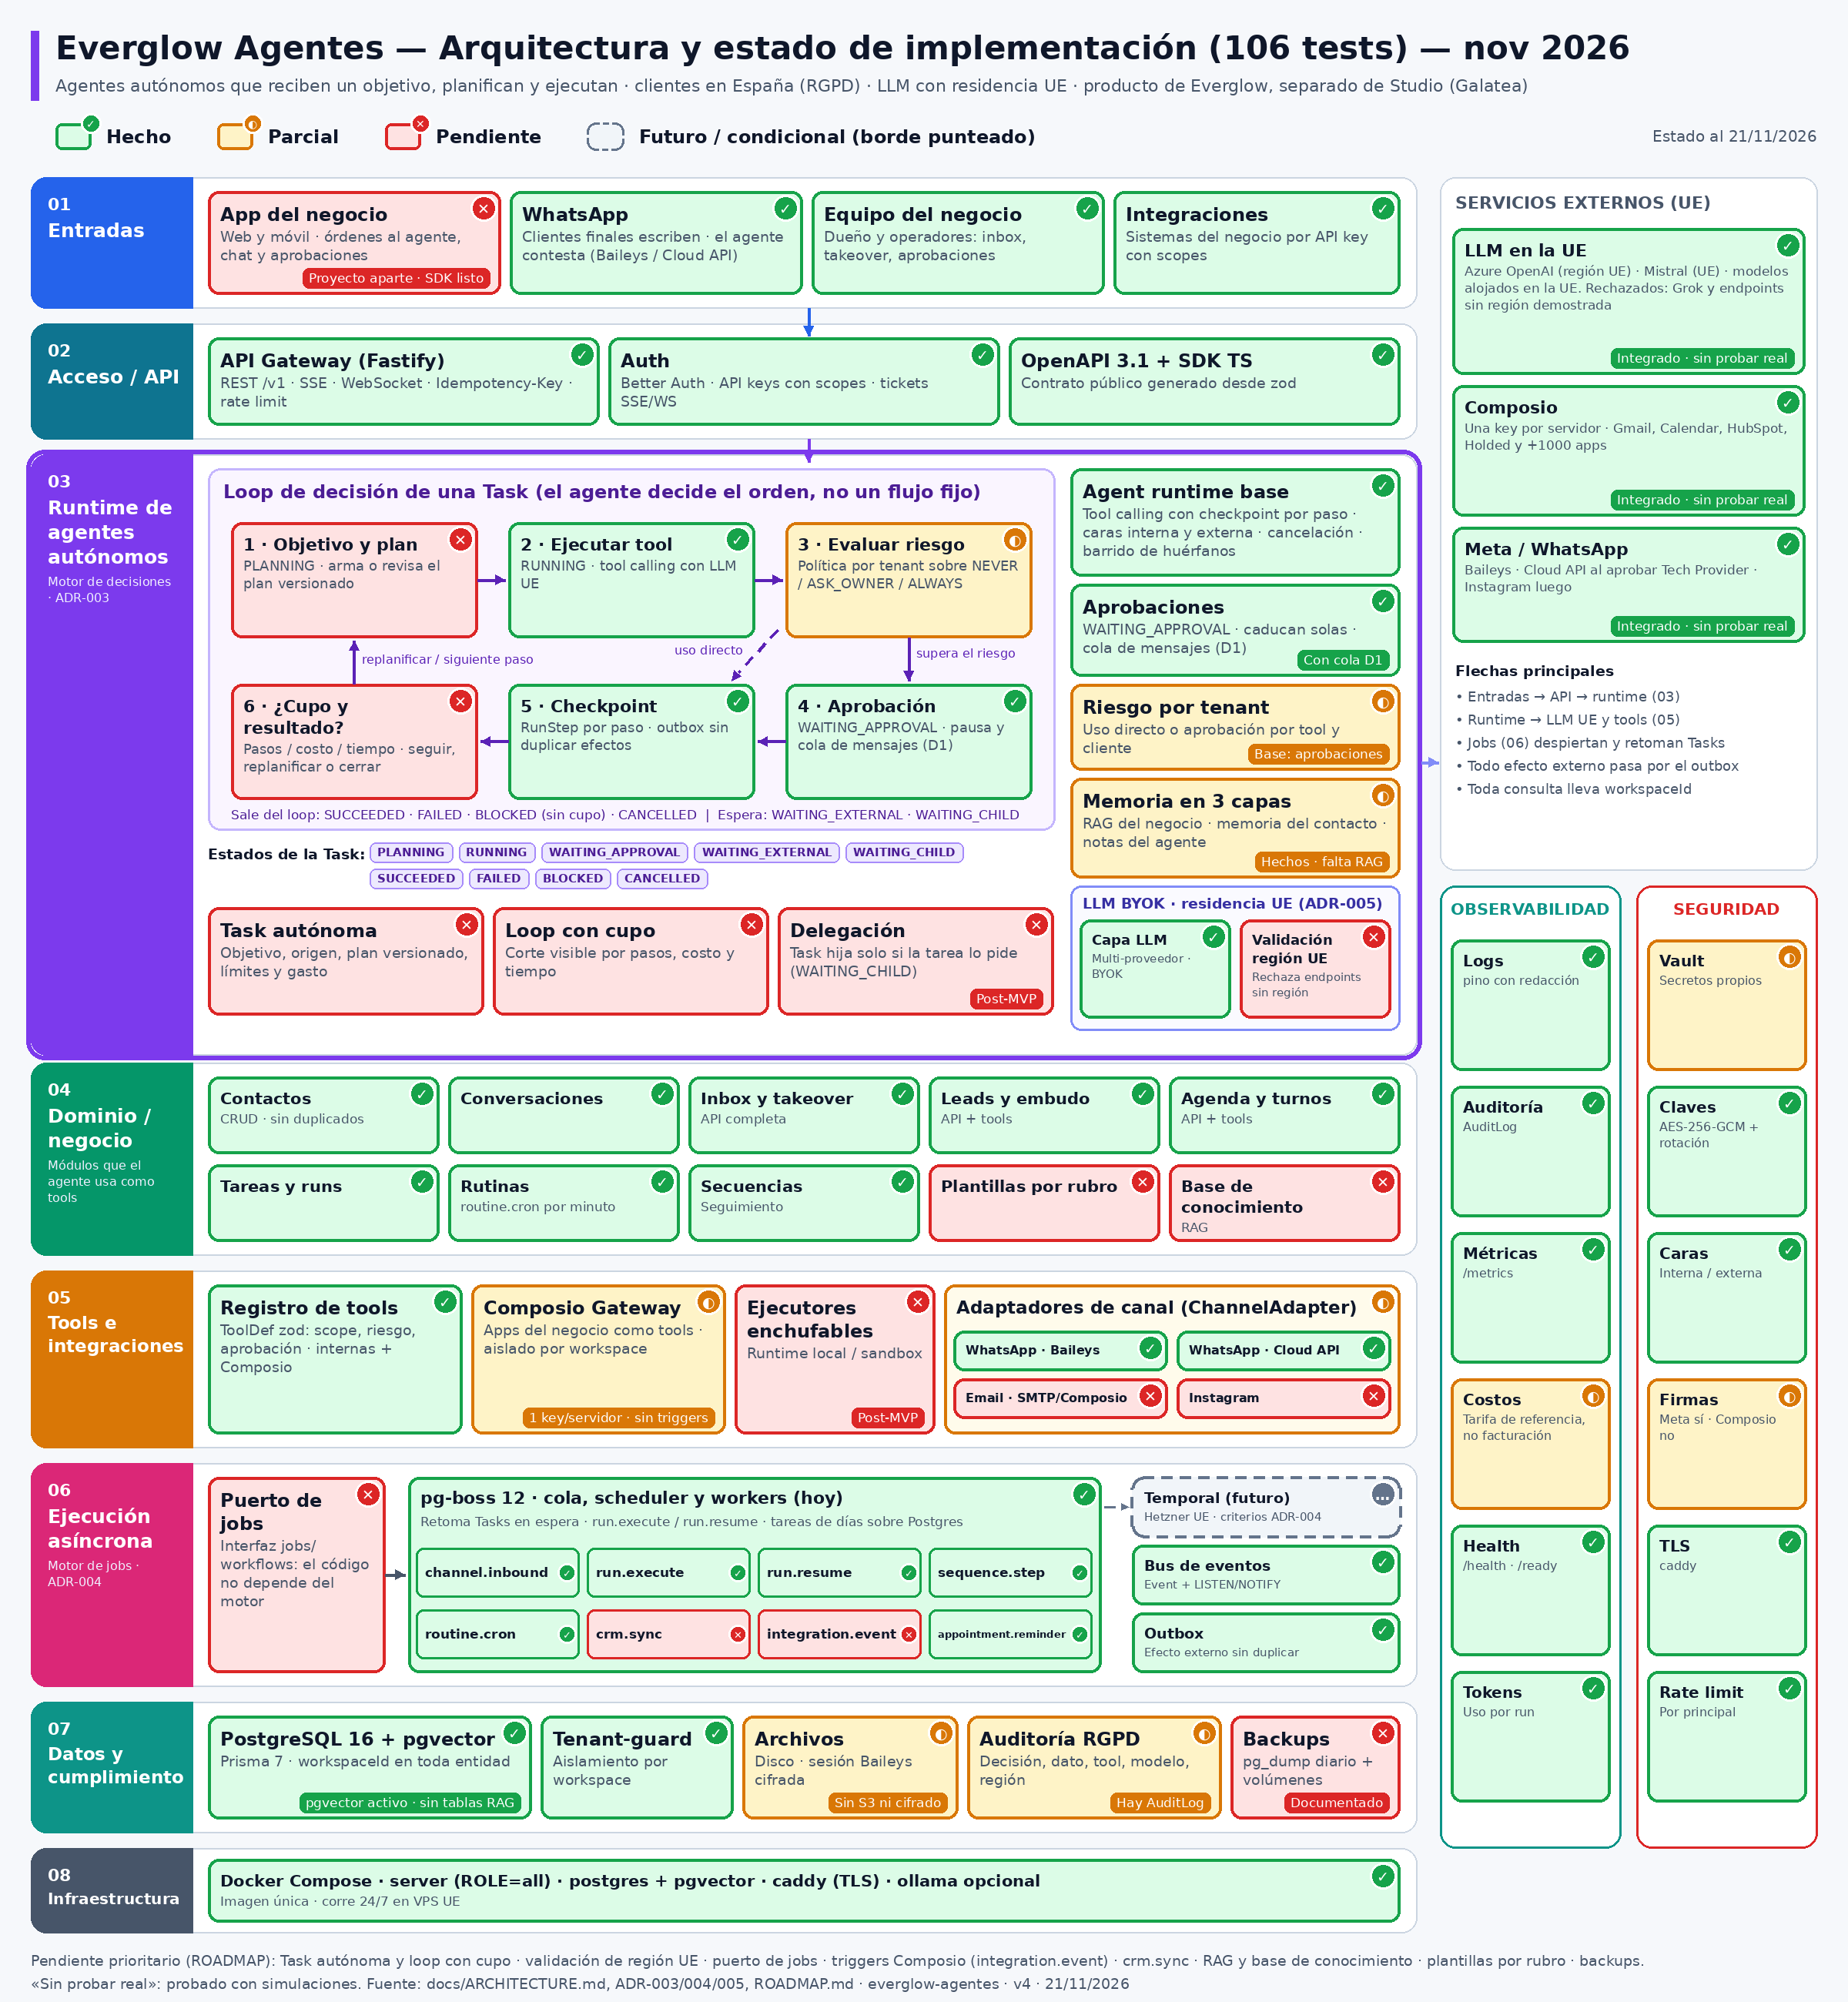 Everglow Agentes — Arquitectura y estado de implementación (106 tests) — nov 2026
Agentes autónomos que reciben un objetivo, planifican y ejecutan · clientes en España (RGPD) · LLM con residencia UE · producto de Everglow, separado de Studio (Galatea)
Hecho
Parcial
Pendiente
Futuro / condicional (borde punteado)
Estado al 21/11/2026
01
Entradas
App del negocio
Web y móvil · órdenes al agente,
chat y aprobaciones
Proyecto aparte · SDK listo
WhatsApp
Clientes finales escriben · el agente
contesta (Baileys / Cloud API)
Equipo del negocio
Dueño y operadores: inbox,
takeover, aprobaciones
Integraciones
Sistemas del negocio por API key
con scopes
02
Acceso / API
API Gateway (Fastify)
REST /v1 · SSE · WebSocket · Idempotency-Key ·
rate limit
Auth
Better Auth · API keys con scopes · tickets
SSE/WS
OpenAPI 3.1 + SDK TS
Contrato público generado desde zod
03
Runtime de
agentes
autónomos
Motor de decisiones
· ADR-003
Loop de decisión de una Task (el agente decide el orden, no un flujo fijo)
1 · Objetivo y plan
PLANNING · arma o revisa el
plan versionado
2 · Ejecutar tool
RUNNING · tool calling con LLM
UE
3 · Evaluar riesgo
Política por tenant sobre NEVER
/ ASK_OWNER / ALWAYS
replanificar / siguiente paso
uso directo
supera el riesgo
6 · ¿Cupo y
resultado?
Pasos / costo / tiempo · seguir,
replanificar o cerrar
5 · Checkpoint
RunStep por paso · outbox sin
duplicar efectos
4 · Aprobación
WAITING_APPROVAL · pausa y
cola de mensajes (D1)
Sale del loop: SUCCEEDED · FAILED · BLOCKED (sin cupo) · CANCELLED | Espera: WAITING_EXTERNAL · WAITING_CHILD
Estados de la Task:
PLANNING
RUNNING
WAITING_APPROVAL
WAITING_EXTERNAL
WAITING_CHILD
SUCCEEDED
FAILED
BLOCKED
CANCELLED
Task autónoma
Objetivo, origen, plan versionado,
límites y gasto
Loop con cupo
Corte visible por pasos, costo y
tiempo
Delegación
Task hija solo si la tarea lo pide
(WAITING_CHILD)
Post-MVP
Agent runtime base
Tool calling con checkpoint por paso ·
caras interna y externa · cancelación ·
barrido de huérfanos
Aprobaciones
WAITING_APPROVAL · caducan solas ·
cola de mensajes (D1)
Con cola D1
Riesgo por tenant
Uso directo o aprobación por tool y
cliente
Base: aprobaciones
Memoria en 3 capas
RAG del negocio · memoria del contacto ·
notas del agente
Hechos · falta RAG
LLM BYOK · residencia UE (ADR-005)
Capa LLM
Multi-proveedor ·
BYOK
Validación
región UE
Rechaza endpoints
sin región
04
Dominio /
negocio
Módulos que el
agente usa como
tools
Contactos
CRUD · sin duplicados
Conversaciones
Inbox y takeover
API completa
Leads y embudo
API + tools
Agenda y turnos
API + tools
Tareas y runs
Rutinas
routine.cron por minuto
Secuencias
Seguimiento
Plantillas por rubro
Base de
conocimiento
RAG
05
Tools e
integraciones
Registro de tools
ToolDef zod: scope, riesgo,
aprobación · internas +
Composio
Composio Gateway
Apps del negocio como tools ·
aislado por workspace
1 key/servidor · sin triggers
Ejecutores
enchufables
Runtime local / sandbox
Post-MVP
Adaptadores de canal (ChannelAdapter)
WhatsApp · Baileys
WhatsApp · Cloud API
Email · SMTP/Composio
Instagram
06
Ejecución
asíncrona
Motor de jobs ·
ADR-004
Puerto de
jobs
Interfaz jobs/
workflows: el código
no depende del
motor
pg-boss 12 · cola, scheduler y workers (hoy)
Retoma Tasks en espera · run.execute / run.resume · tareas de días sobre Postgres
channel.inbound
run.execute
run.resume
sequence.step
routine.cron
crm.sync
integration.event
appointment.reminder
Temporal (futuro)
Hetzner UE · criterios ADR-004
Bus de eventos
Event + LISTEN/NOTIFY
Outbox
Efecto externo sin duplicar
07
Datos y
cumplimiento
PostgreSQL 16 + pgvector
Prisma 7 · workspaceId en toda entidad
pgvector activo · sin tablas RAG
Tenant-guard
Aislamiento por
workspace
Archivos
Disco · sesión Baileys
cifrada
Sin S3 ni cifrado
Auditoría RGPD
Decisión, dato, tool, modelo,
región
Hay AuditLog
Backups
pg_dump diario +
volúmenes
Documentado
08
Infraestructura
Docker Compose · server (ROLE=all) · postgres + pgvector · caddy (TLS) · ollama opcional
Imagen única · corre 24/7 en VPS UE
SERVICIOS EXTERNOS (UE)
LLM en la UE
Azure OpenAI (región UE) · Mistral (UE) · modelos
alojados en la UE. Rechazados: Grok y endpoints
sin región demostrada
Integrado · sin probar real
Composio
Una key por servidor · Gmail, Calendar, HubSpot,
Holded y +1000 apps
Integrado · sin probar real
Meta / WhatsApp
Baileys · Cloud API al aprobar Tech Provider ·
Instagram luego
Integrado · sin probar real
Flechas principales
• Entradas → API → runtime (03)
• Runtime → LLM UE y tools (05)
• Jobs (06) despiertan y retoman Tasks
• Todo efecto externo pasa por el outbox
• Toda consulta lleva workspaceId
OBSERVABILIDAD
Logs
pino con redacción
Auditoría
AuditLog
Métricas
/metrics
Costos
Tarifa de referencia,
no facturación
Health
/health · /ready
Tokens
Uso por run
SEGURIDAD
Vault
Secretos propios
Claves
AES-256-GCM +
rotación
Caras
Interna / externa
Firmas
Meta sí · Composio
no
TLS
caddy
Rate limit
Por principal
Pendiente prioritario (ROADMAP): Task autónoma y loop con cupo · validación de región UE · puerto de jobs · triggers Composio (integration.event) · crm.sync · RAG y base de conocimiento · plantillas por rubro · backups.
«Sin probar real»: probado con simulaciones. Fuente: docs/ARCHITECTURE.md, ADR-003/004/005, ROADMAP.md · everglow-agentes · v4 · 21/11/2026